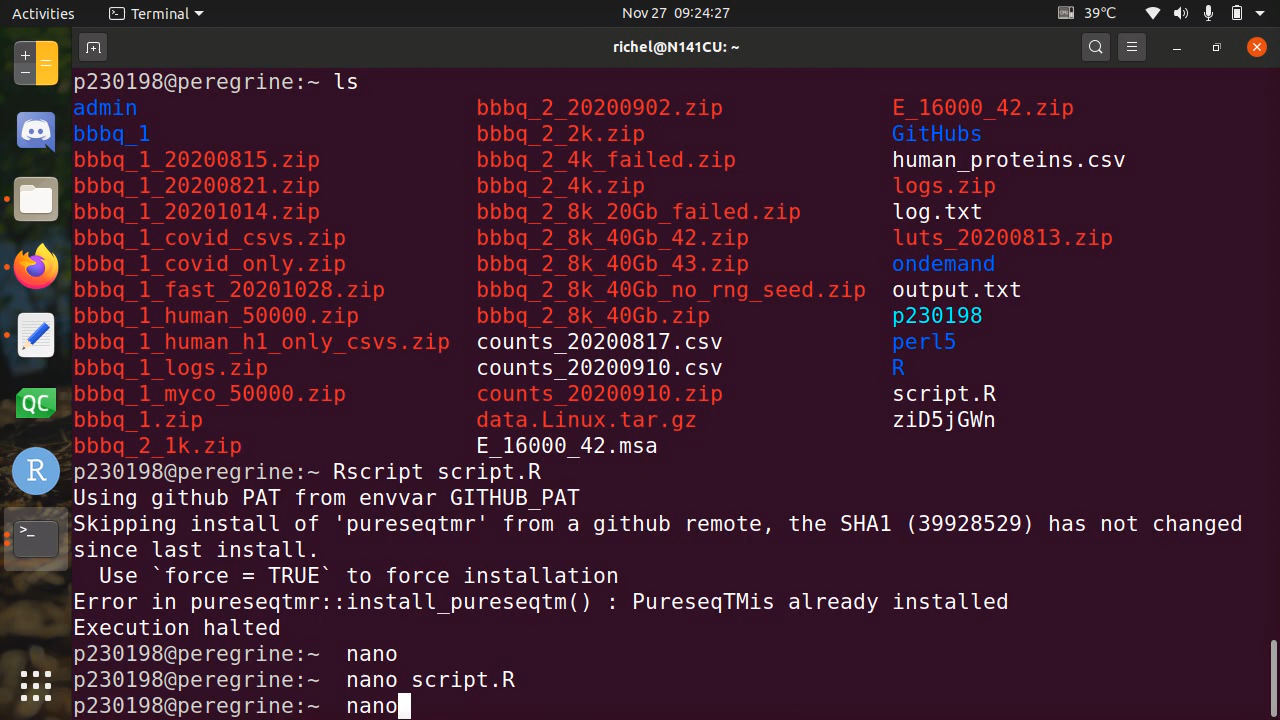 Activities Terminal Nov 27 09:24:27 39°C
richel@N141CU: ~
p230198@peregrine:~ ls
admin bbbq_2_20200902.zip E_16000_42.zip
bbbq_1 bbbq_2_2k.zip GitHubs
bbbq_1_20200815.zip bbbq_2_4k_failed.zip human_proteins.csv
bbbq_1_20200821.zip bbbq_2_4k.zip logs.zip
bbbq_1_20201014.zip bbbq_2_8k_20Gb_failed.zip log.txt
bbbq_1_covid_csvs.zip bbbq_2_8k_40Gb_42.zip luts_20200813.zip
bbbq_1_covid_only.zip bbbq_2_8k_40Gb_43.zip ondemand
bbbq_1_fast_20201028.zip bbbq_2_8k_40Gb_no_rng_seed.zip output.txt
bbbq_1_human_50000.zip bbbq_2_8k_40Gb.zip p230198
bbbq_1_human_h1_only_csvs.zip counts_20200817.csv perl5
bbbq_1_logs.zip counts_20200910.csv R
bbbq_1_myco_50000.zip counts_20200910.zip script.R
bbbq_1.zip data.Linux.tar.gz ziD5jGWn
bbbq_2_1k.zip E_16000_42.msa
p230198@peregrine:~ Rscript script.R
Using github PAT from envvar GITHUB_PAT
Skipping install of 'pureseqtmr' from a github remote, the SHA1 (39928529) has not changed
since last install.
  Use `force = TRUE` to force installation
Error in pureseqtmr::install_pureseqtm() : PureseqTMis already installed
Execution halted
p230198@peregrine:~  nano
p230198@peregrine:~  nano script.R
p230198@peregrine:~  nano
QC
R
>_